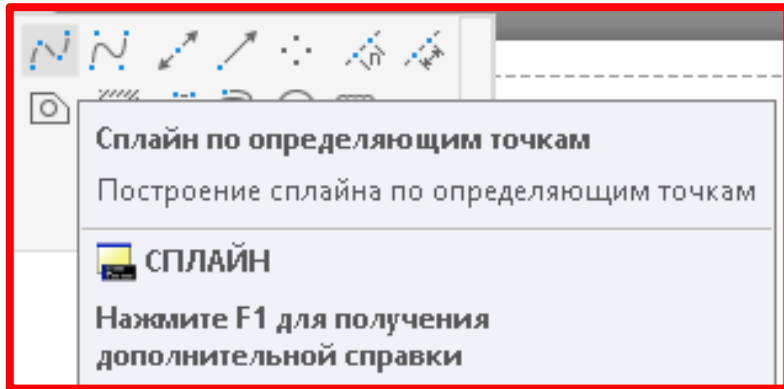 n
Сплайн по определяющим точкам
Построение сплайна по определяющим точкам
СПЛАЙН
Нажмите F1 для получения
дополнительной справки